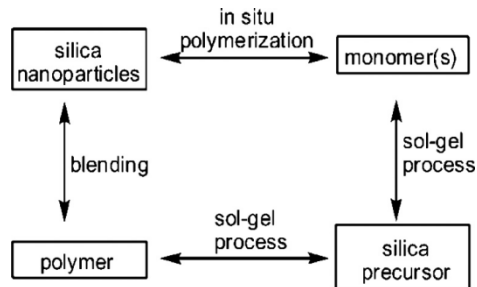 in situ
polymerization
silica
nanoparticles
monomer(s)
blending
sol-gel
process
sol-gel
process
polymer
silica
precursor